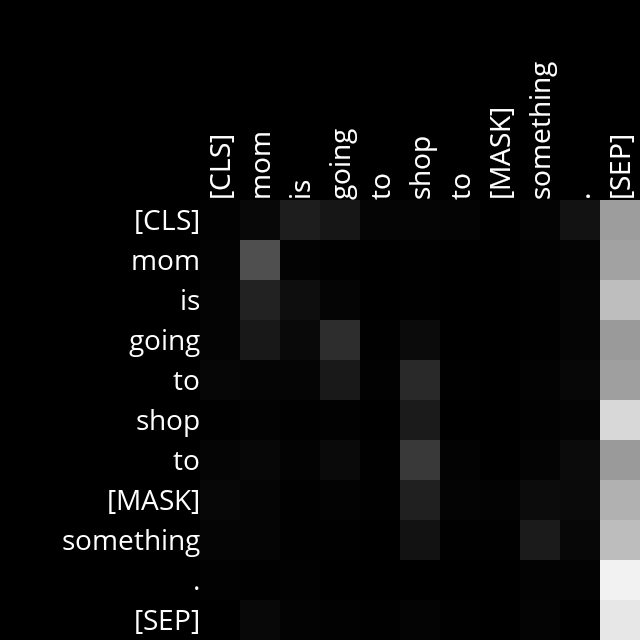 [CLS] mom is going to shop to [MASK] something . [SEP]
[CLS]
mom
is
going
to
shop
to
[MASK]
something
.
[SEP]